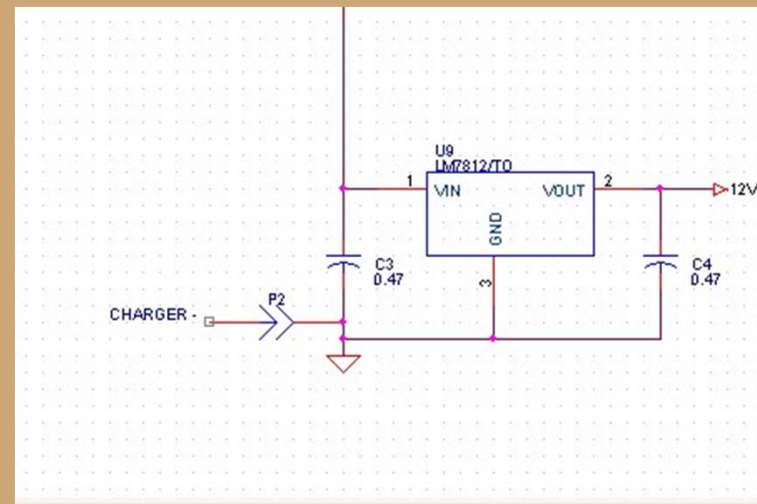 U9
LM7812/TO
1
VIN
VOUT
2
12V
GND
3
C3
0.47
C4
0.47
P2
CHARGER -